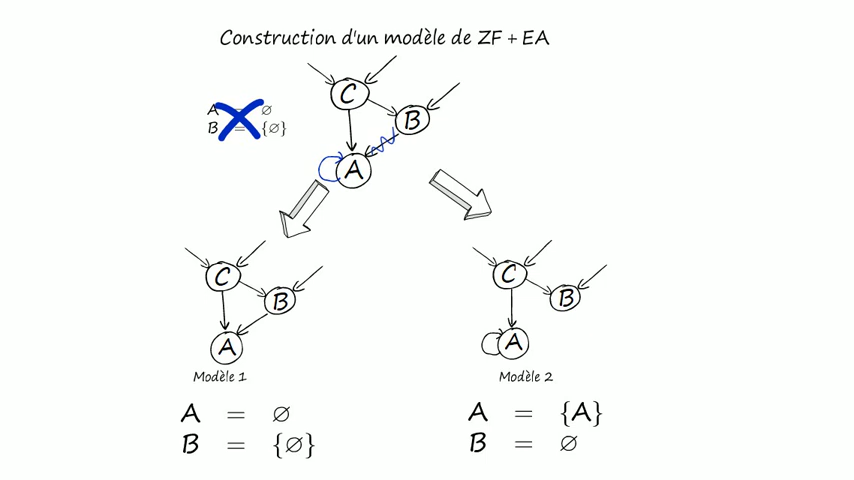 Construction d'un modèle de ZF + EA
C
A = ∅
B = {∅}
B
A
C
B
A
Modèle 1
A = ∅
B = {∅}
C
B
A
Modèle 2
A = {A}
B = ∅